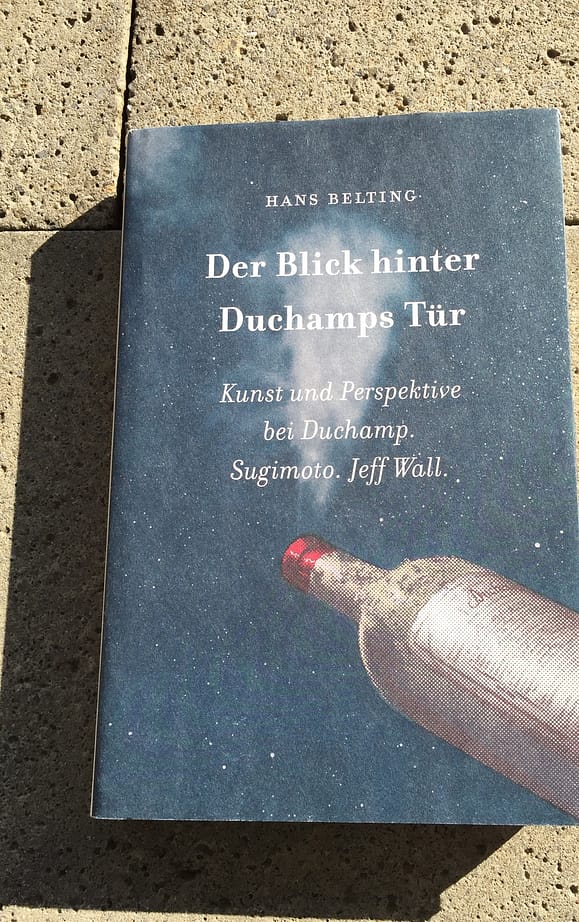 HANS BELTING
Der Blick hinter
Duchamps Tür
Kunst und Perspektive
bei Duchamp.
Sugimoto. Jeff Wall.